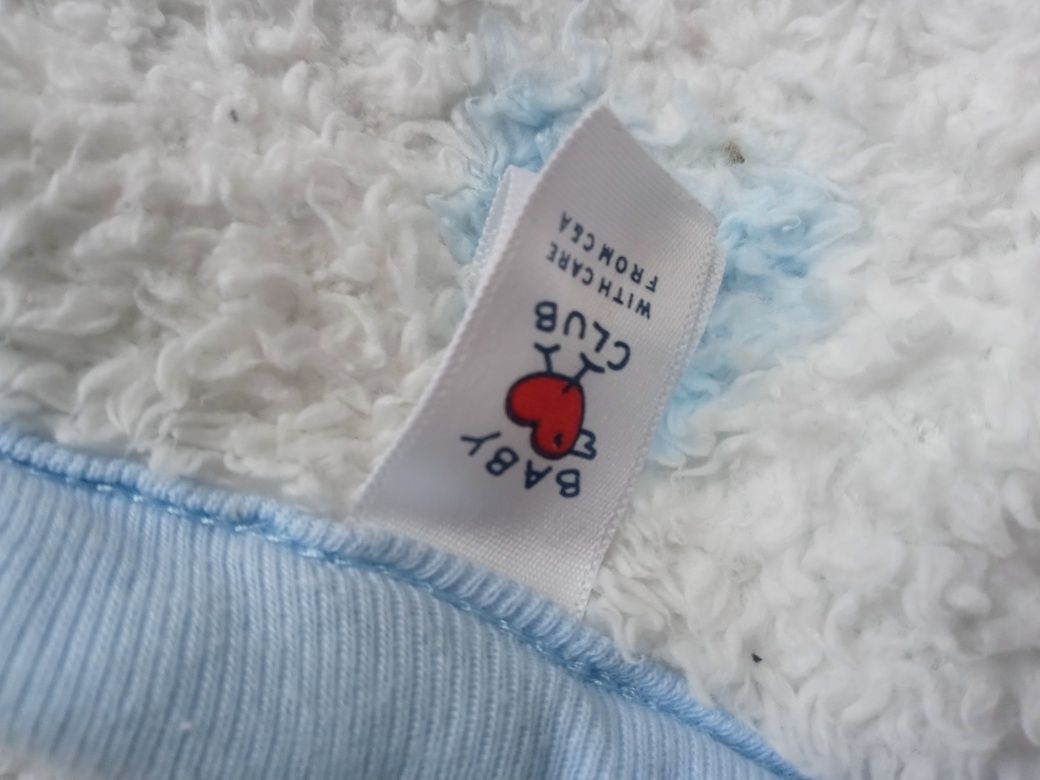 BABY
CLUB
WITH CARE
FROM C&A